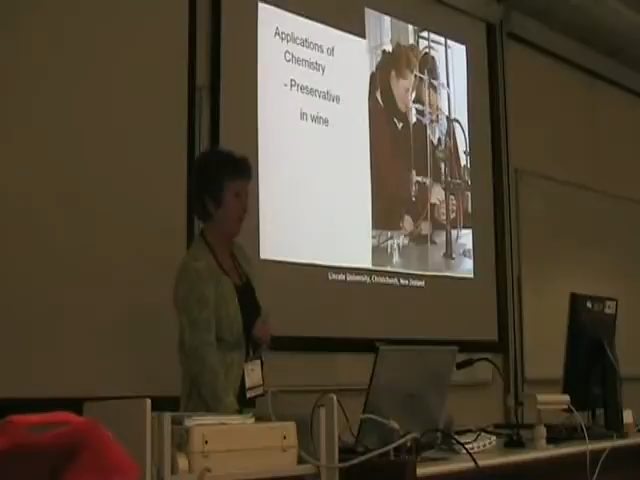 Applications of
Chemistry
- Preservative
in wine
Lincoln University, Christchurch, New Zealand